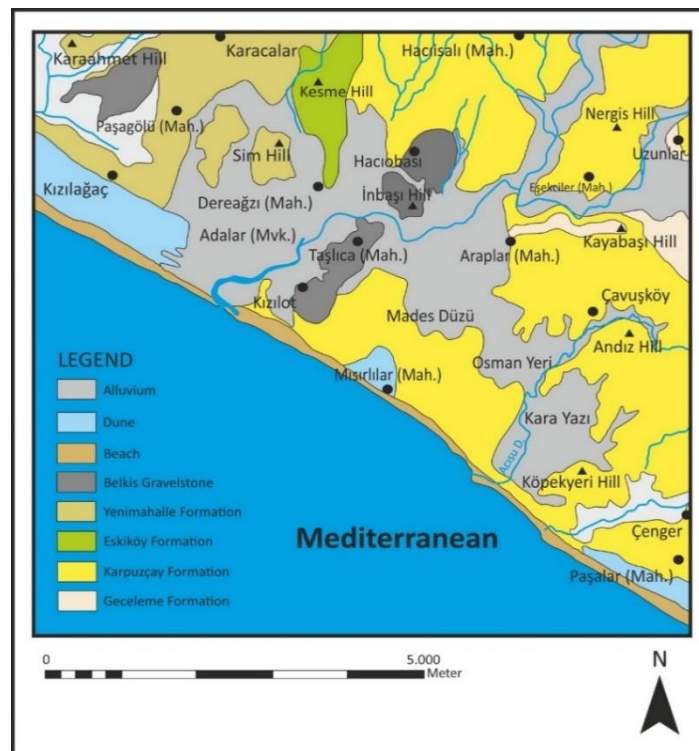 Karaahmet Hill
Karacalar
Hacıisalı (Mah.)
Kesme Hill
Nergis Hill
Paşagölü (Mah.)
Sim Hill
Hacıobası
Uzunlar
Kızılağaç
Eşekciler (Mah.)
Dereağzı (Mah.)
İnbaşı Hill
Adalar (Mvk.)
Taşlıca (Mah.)
Araplar (Mah.)
Kayabaşı Hill
Kızılot
Mades Düzü
Çavuşköy
Andız Hill
Osman Yeri
Mısırlılar (Mah.)
Kara Yazı
Acısu D.
Köpekyeri Hill
Çenger
Paşalar (Mah.)
Mediterranean
LEGEND
Alluvium
Dune
Beach
Belkis Gravelstone
Yenimahalle Formation
Eskiköy Formation
Karpuzçay Formation
Geceleme Formation
0 5.000
Meter
N